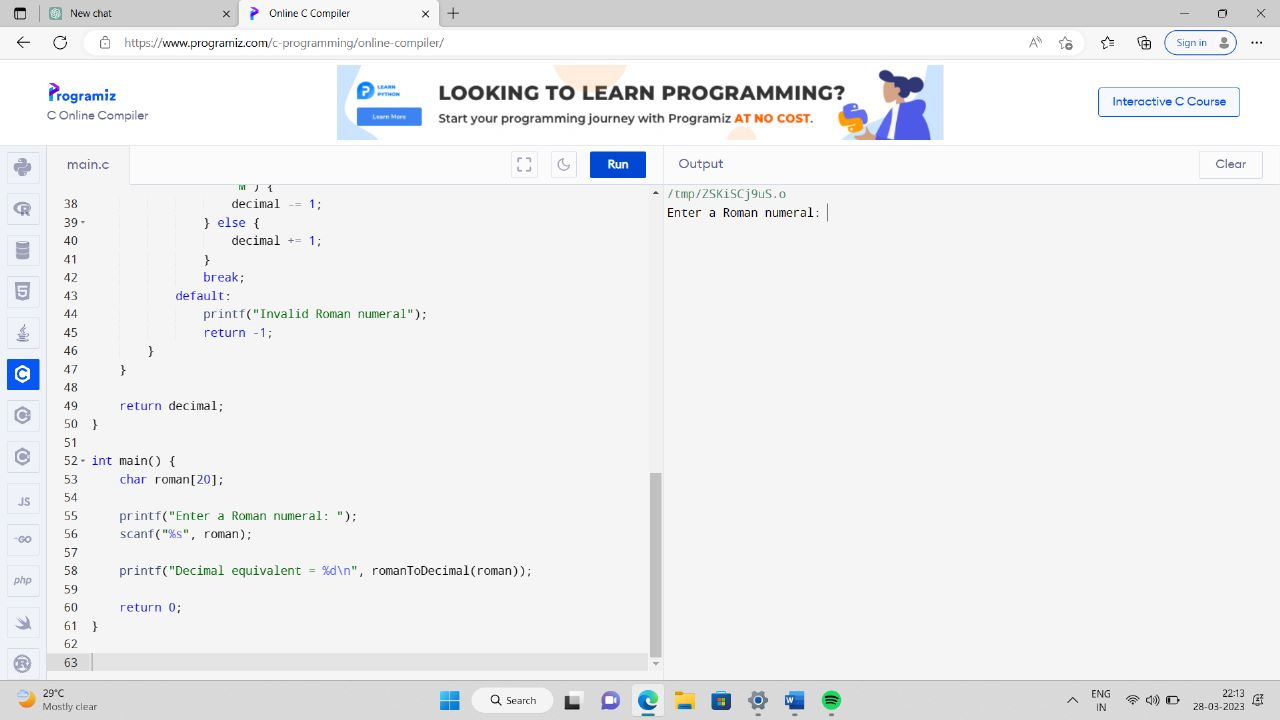 New chat
Online C Compiler
https://www.programiz.com/c-programming/online-compiler/
Sign in
Programiz
C Online Compiler
LEARN
PYTHON
Learn More
LOOKING TO LEARN PROGRAMMING?
Start your programming journey with Programiz AT NO COST.
Interactive C Course
main.c
Run
Output
Clear
"M") {
38 decimal -= 1;
39 } else {
40 decimal += 1;
41 }
42 break;
43 default:
44 printf("Invalid Roman numeral");
45 return -1;
46 }
47 }
48
49 return decimal;
50 }
51
52 int main() {
53 char roman[20];
54
55 printf("Enter a Roman numeral: ");
56 scanf("%s", roman);
57
58 printf("Decimal equivalent = %d\n", romanToDecimal(roman));
59
60 return 0;
61 }
62
63
/tmp/ZSKiSCj9uS.o
Enter a Roman numeral:
JS
GO
php
29°C
Mostly clear
Search
ENG
IN
22:13
28-03-2023